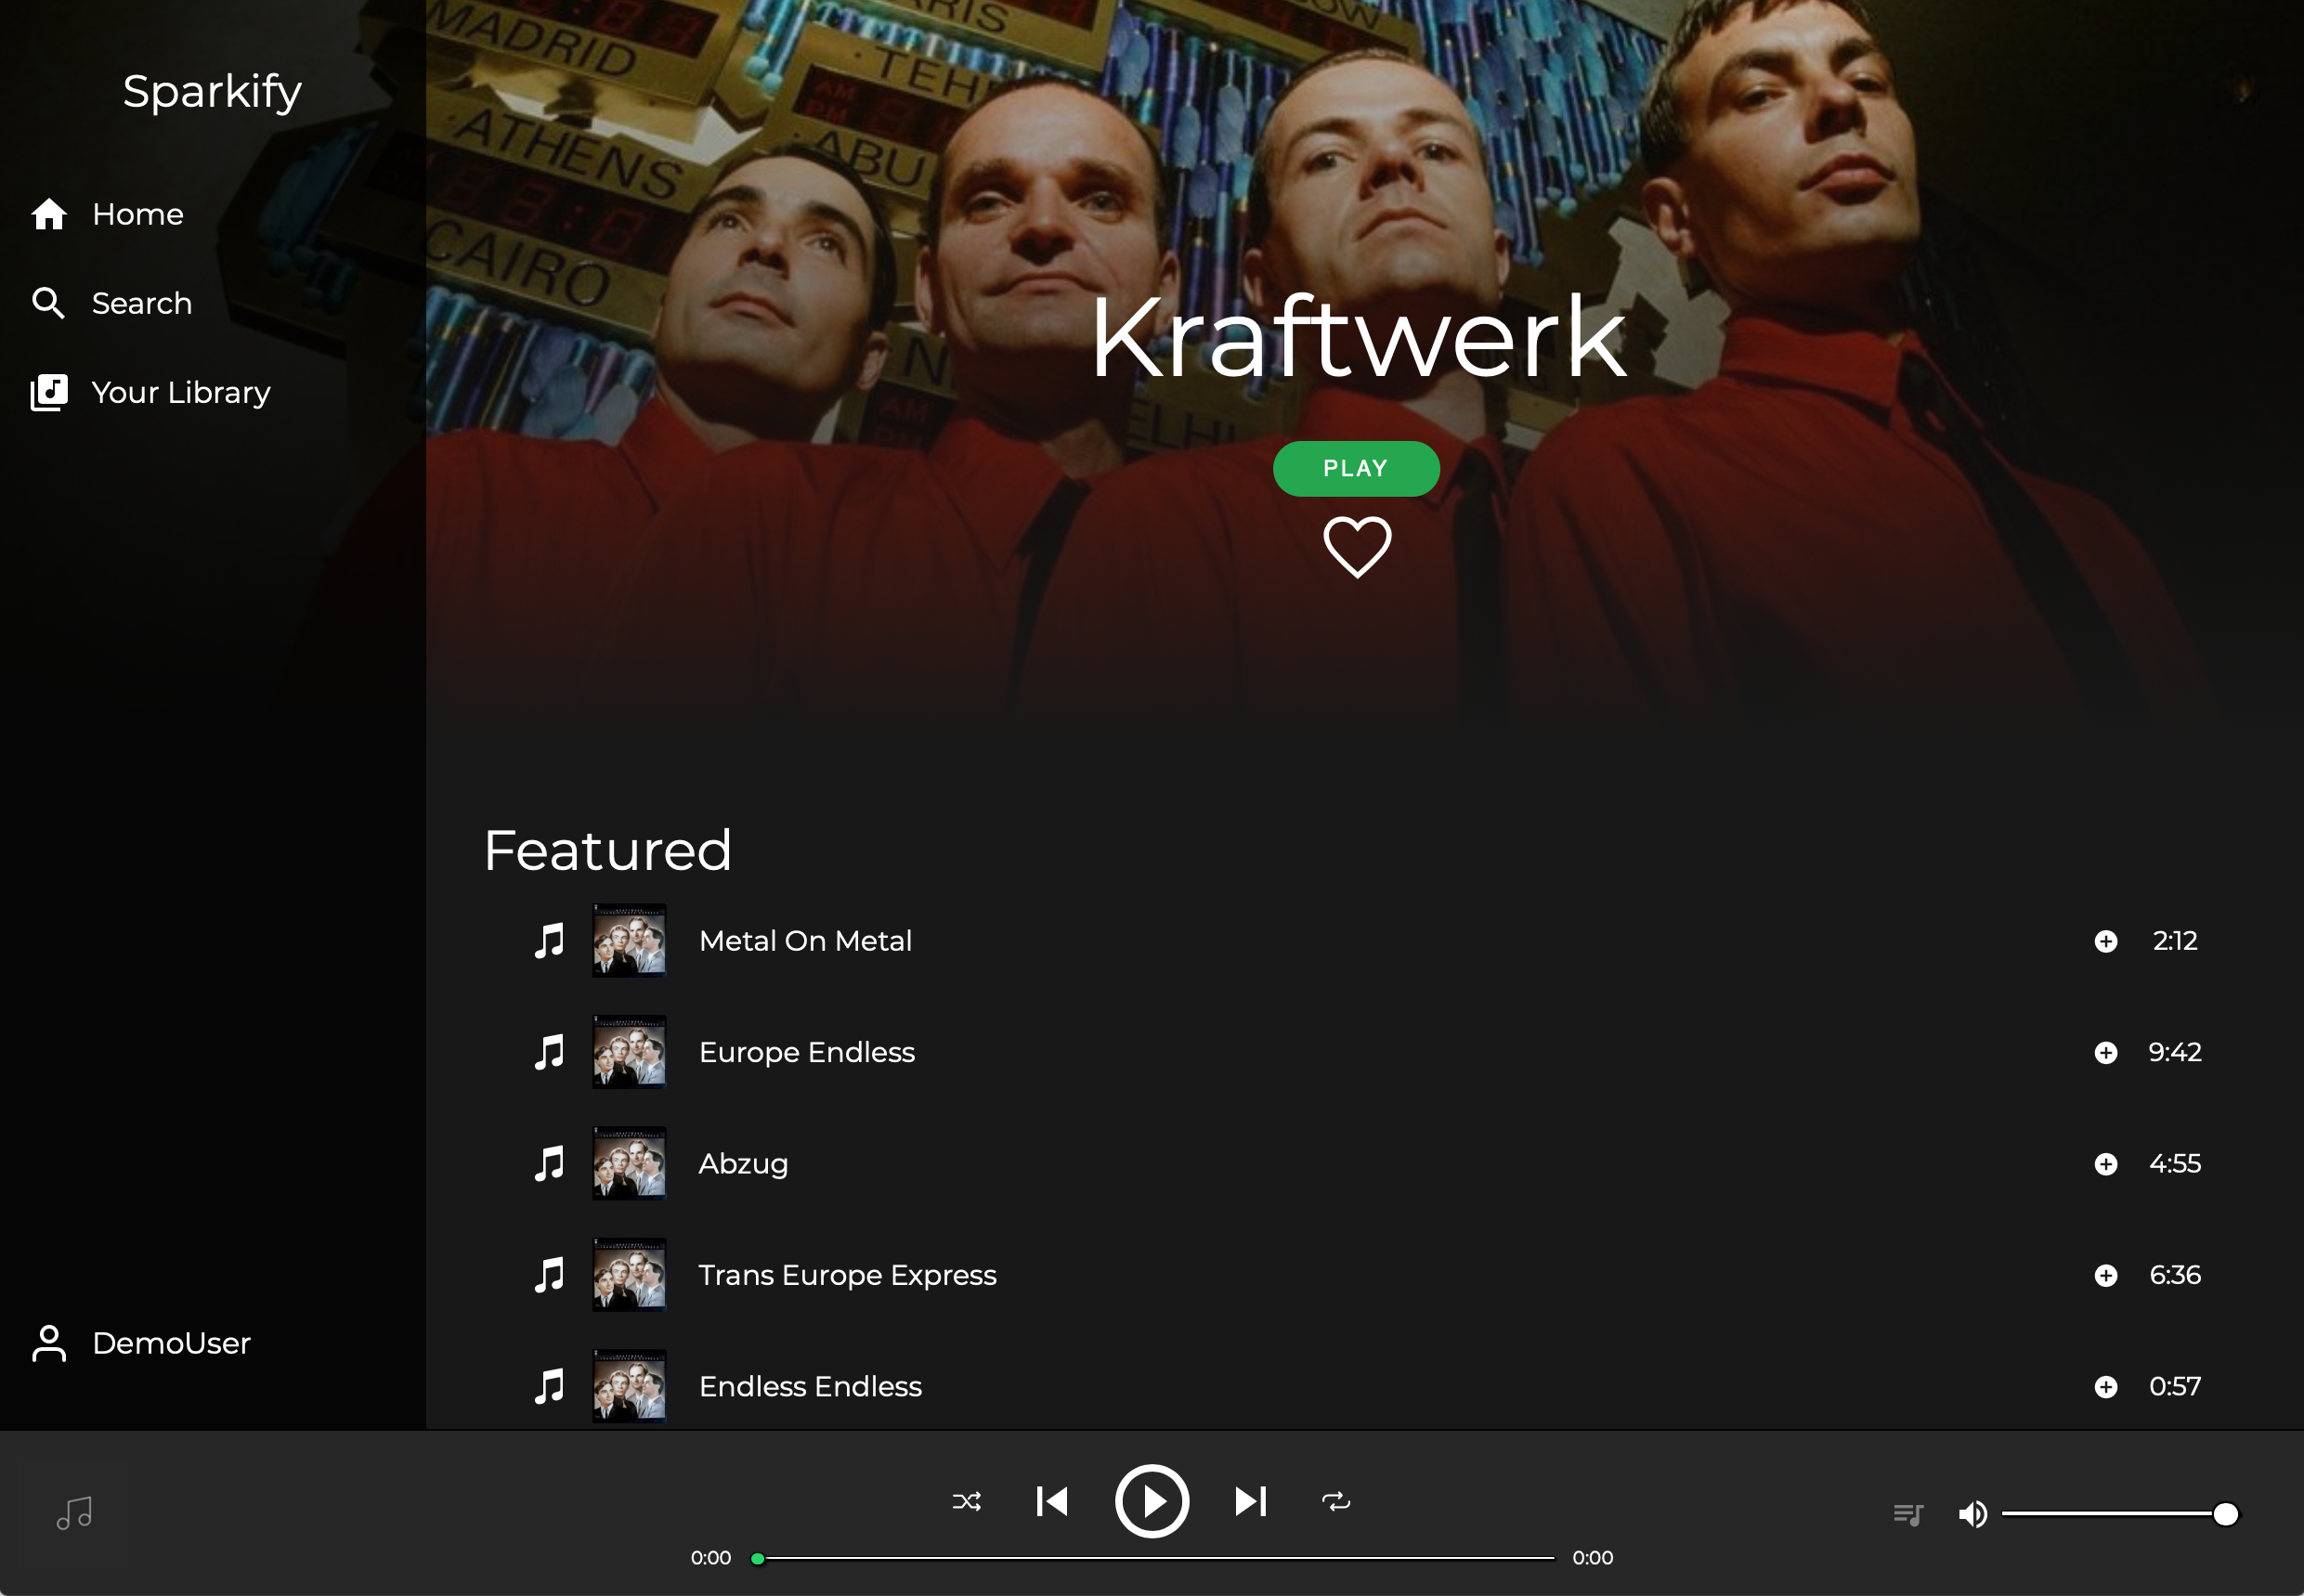 Sparkify
Home
Search
Your Library
MADRID
ATHENS
CAIRO
ABU
Kraftwerk
PLAY
Featured
Metal On Metal
2:12
Europe Endless
9:42
Abzug
4:55
Trans Europe Express
6:36
Endless Endless
0:57
DemoUser
0:00
0:00